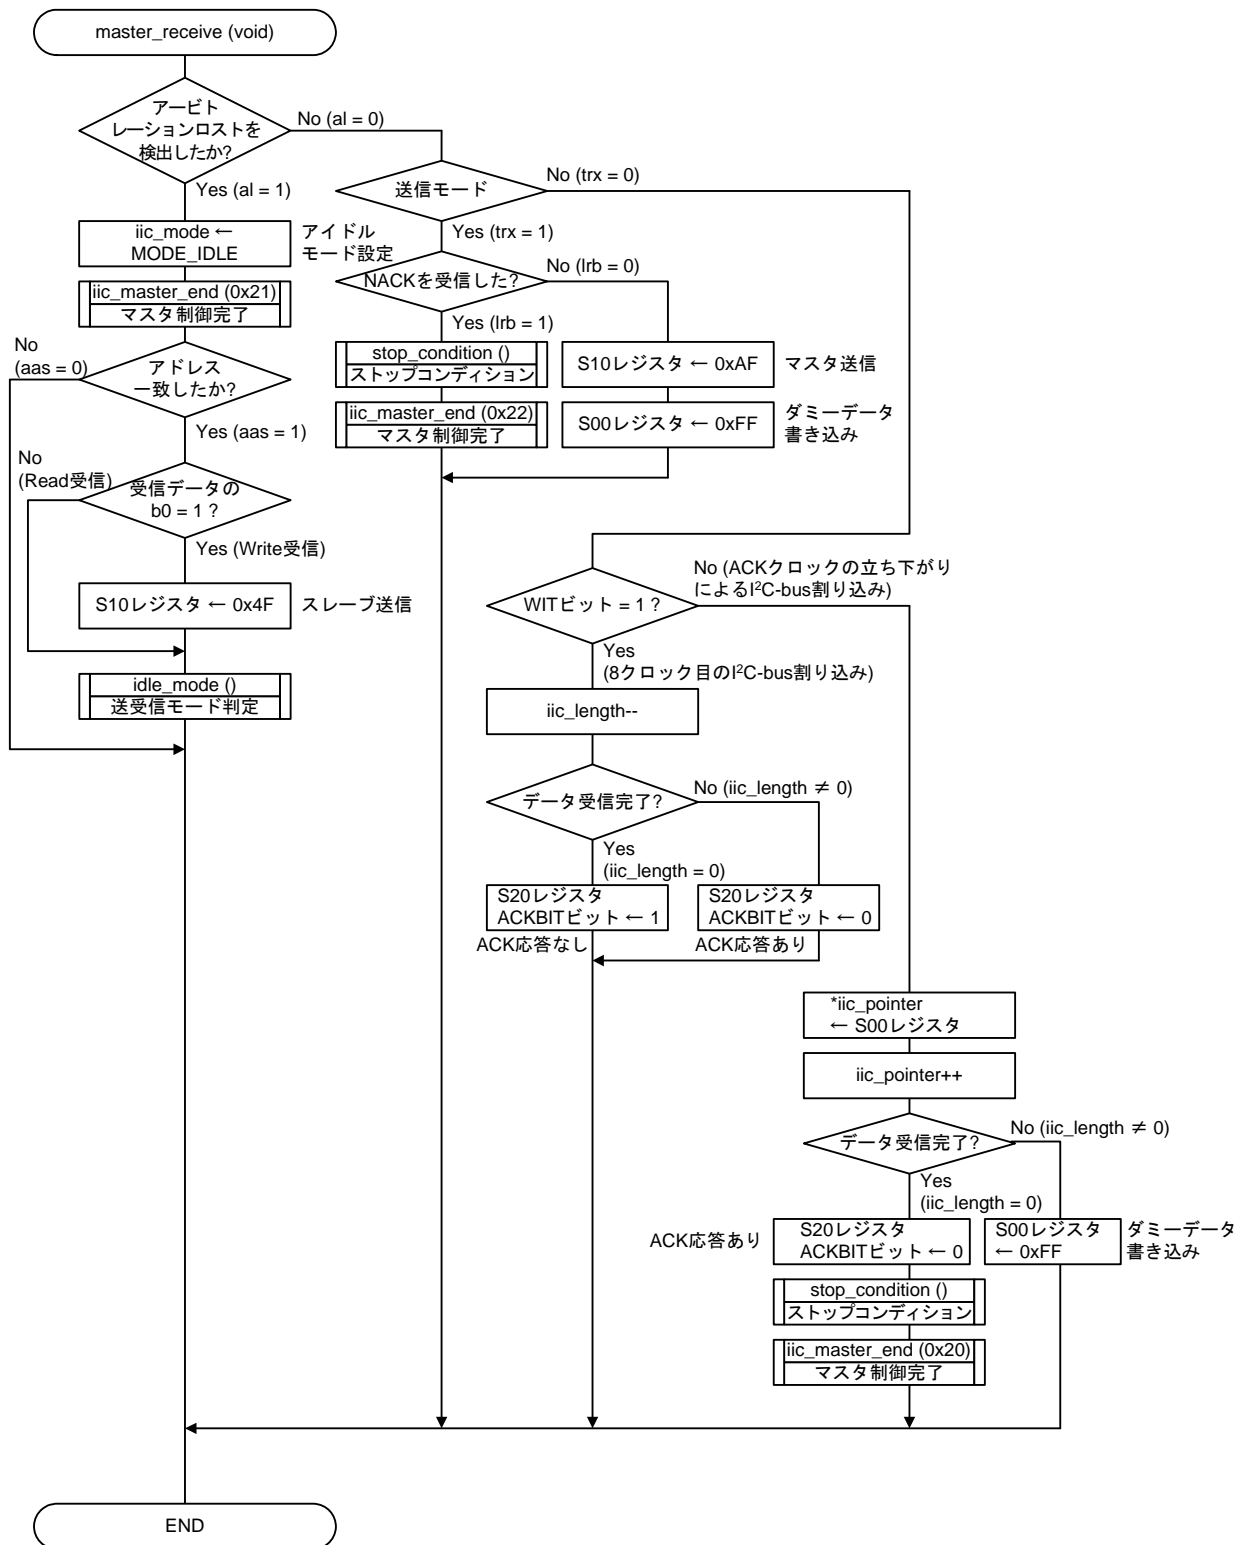 master_receive (void)
アービト
レーションロストを
検出したか?
No (al = 0)
Yes (al = 1)
送信モード
No (trx = 0)
Yes (trx = 1)
iic_mode ←
MODE_IDLE
アイドル
モード設定
NACKを受信した?
No (lrb = 0)
Yes (lrb = 1)
iic_master_end (0x21)
マスタ制御完了
No
(aas = 0)
アドレス
一致したか?
Yes (aas = 1)
stop_condition ()
ストップコンディション
S10レジスタ ← 0xAF
マスタ送信
iic_master_end (0x22)
マスタ制御完了
S00レジスタ ← 0xFF
ダミーデータ
書き込み
No
(Read受信)
受信データの
b0 = 1 ?
Yes (Write受信)
S10レジスタ ← 0x4F
スレーブ送信
idle_mode ()
送受信モード判定
WITビット = 1 ?
No (ACKクロックの立ち下がり
によるI²C-bus割り込み)
Yes
(8クロック目のI²C-bus割り込み)
iic_length--
データ受信完了?
No (iic_length ≠ 0)
Yes
(iic_length = 0)
S20レジスタ
ACKBITビット ← 1
ACK応答なし
S20レジスタ
ACKBITビット ← 0
ACK応答あり
*iic_pointer
← S00レジスタ
iic_pointer++
データ受信完了?
No (iic_length ≠ 0)
Yes
(iic_length = 0)
ACK応答あり
S20レジスタ
ACKBITビット ← 0
S00レジスタ
← 0xFF
ダミーデータ
書き込み
stop_condition ()
ストップコンディション
iic_master_end (0x20)
マスタ制御完了
END